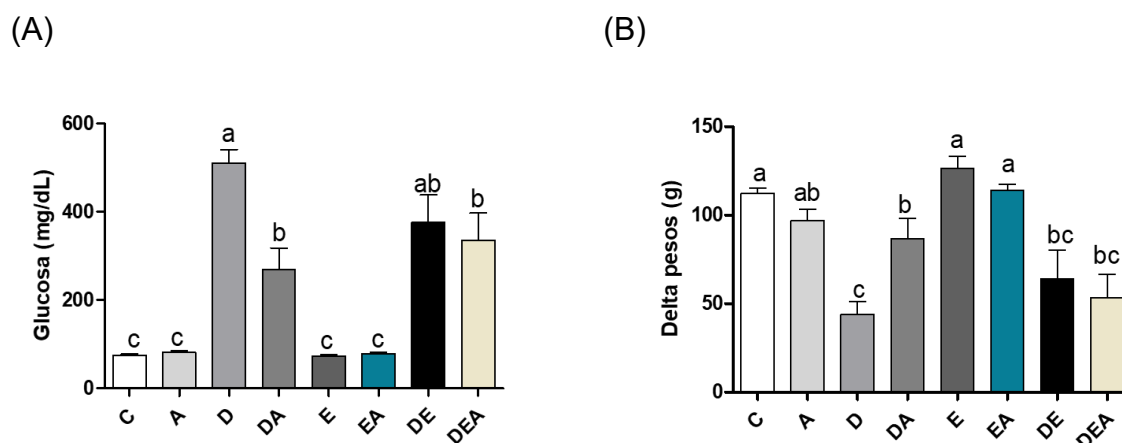 (A)
(B)
Glucosa (mg/dL)
600
400
200
0
a
b
ab
b
c
c
c
c
C
A
D
DA
E
EA
DE
DEA
Delta pesos (g)
150
100
50
0
a
ab
c
b
a
a
bc
bc
C
A
D
DA
E
EA
DE
DEA